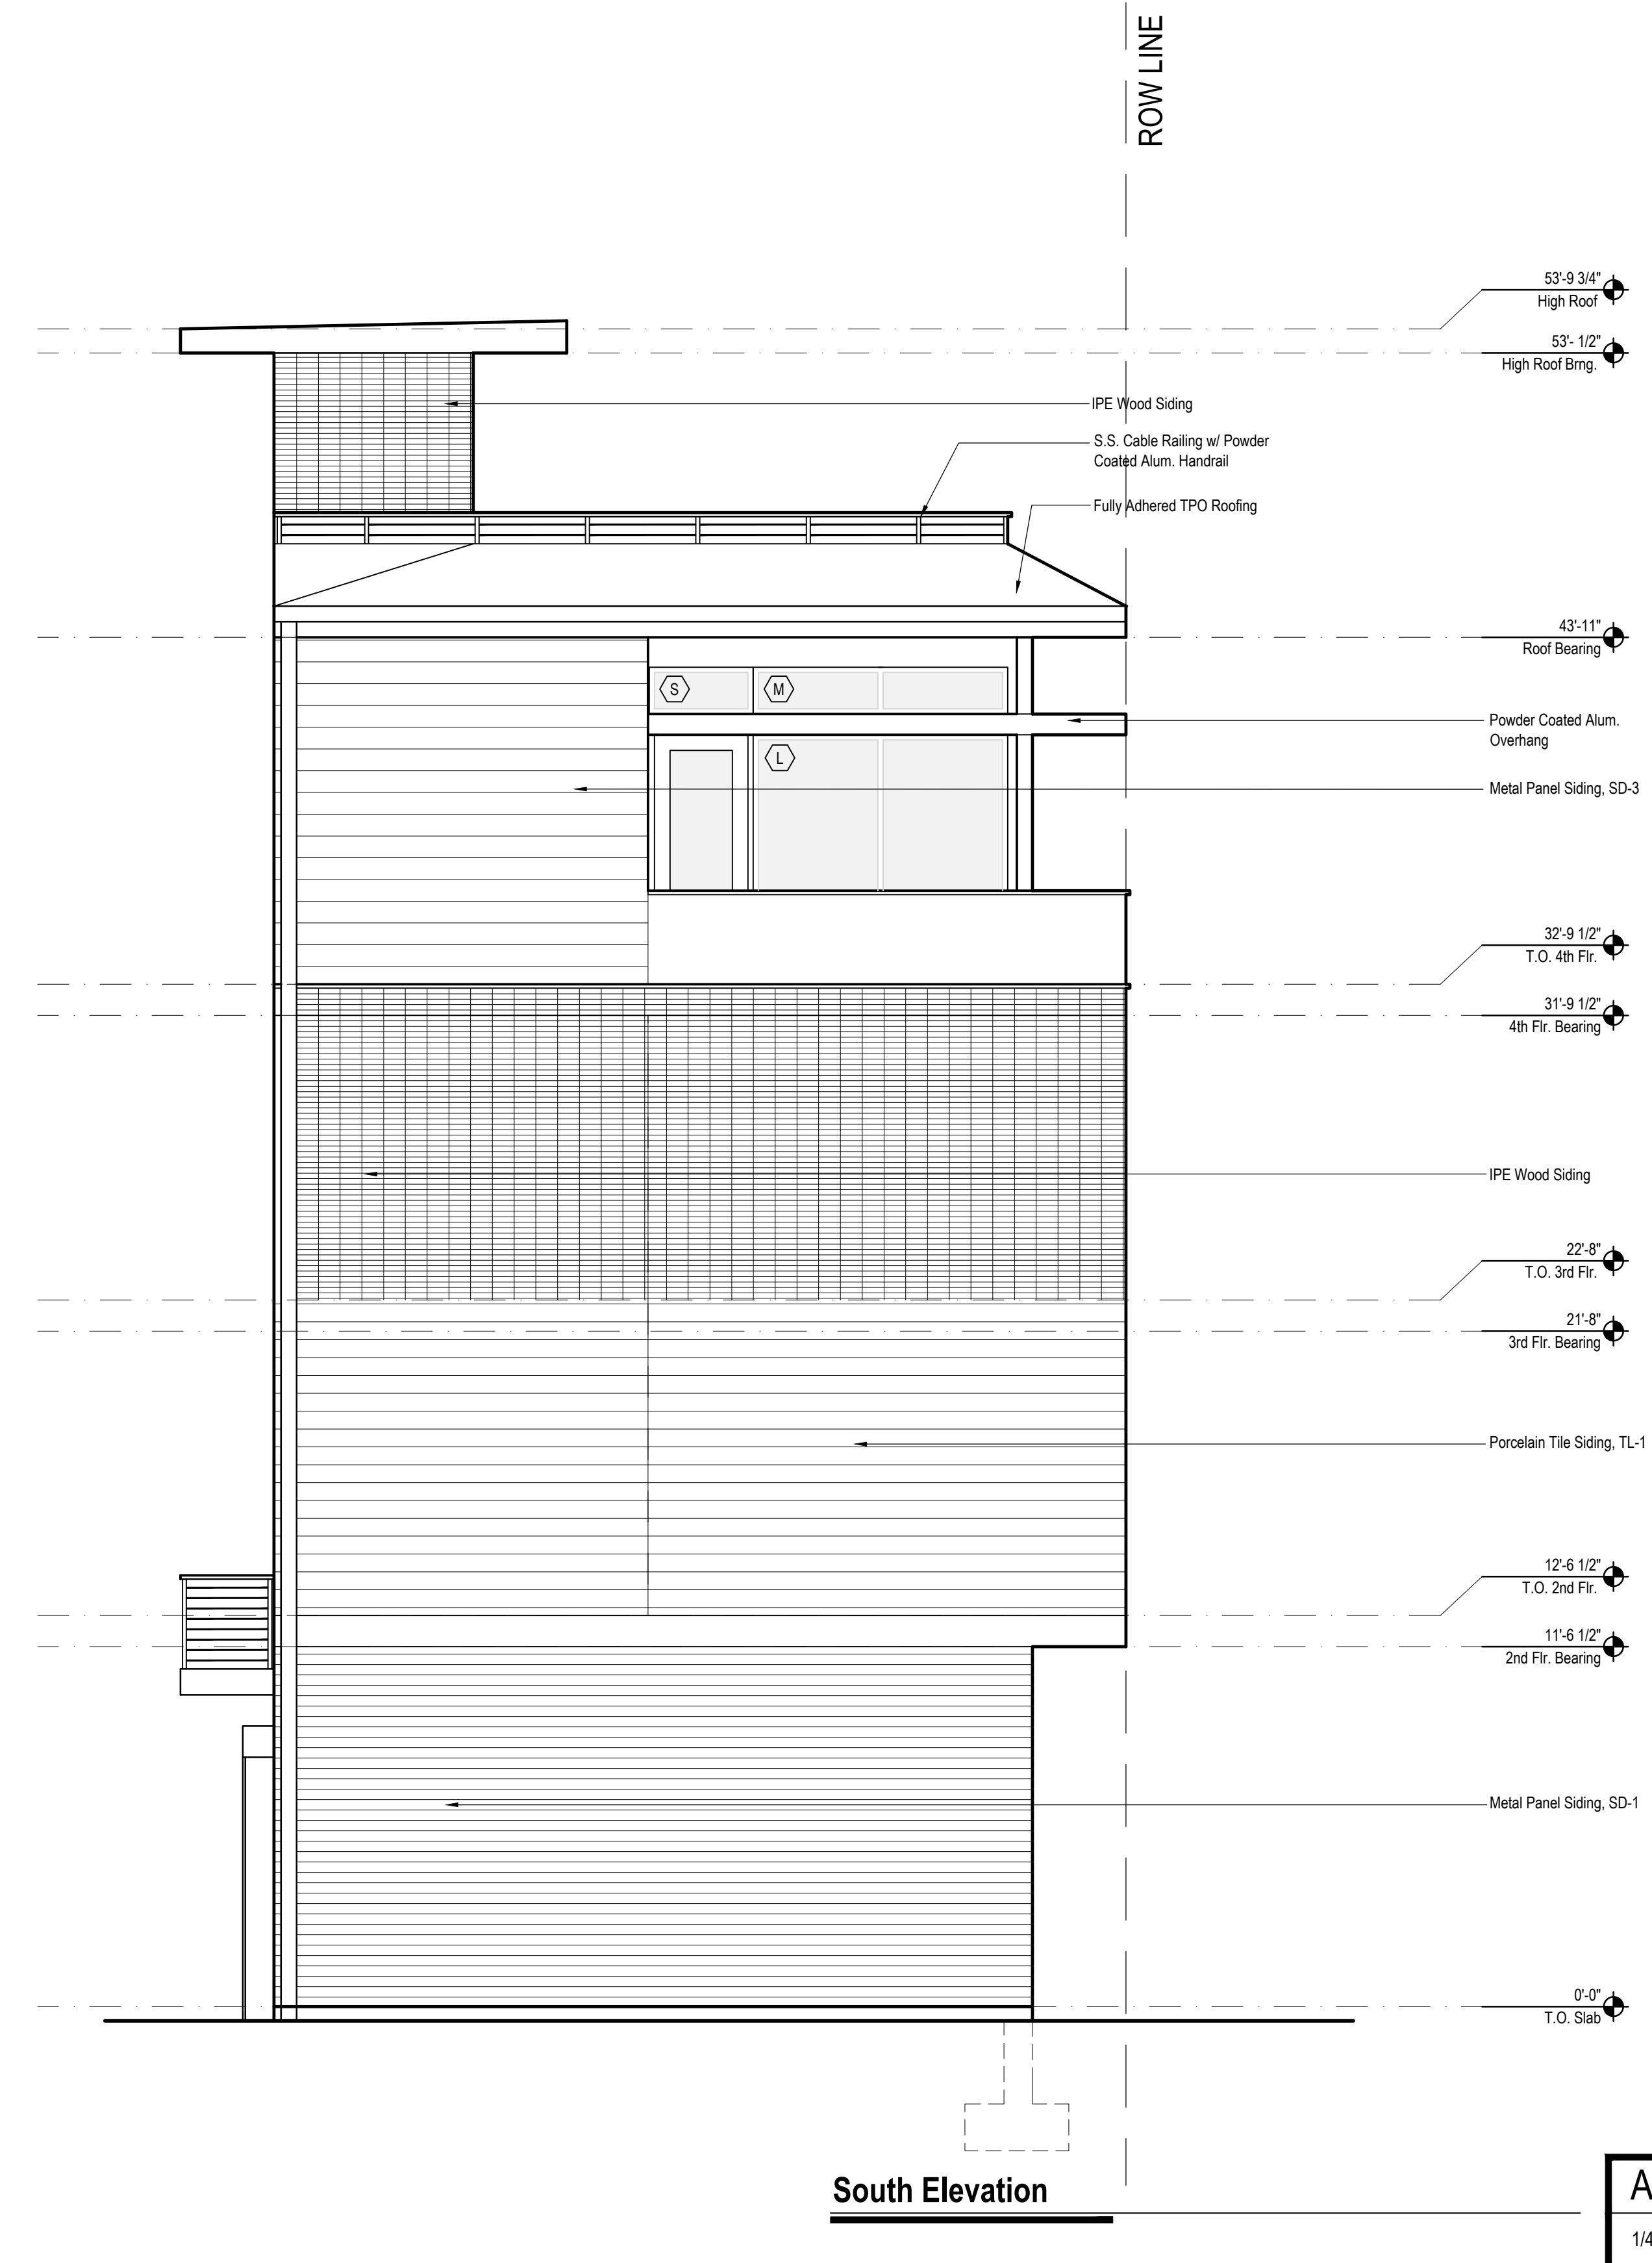 ROW LINE
53'-9 3/4"
High Roof
53'- 1/2"
High Roof Brng.
IPE Wood Siding
S.S. Cable Railing w/ Powder
Coated Alum. Handrail
Fully Adhered TPO Roofing
43'-11"
Roof Bearing
S
M
Powder Coated Alum.
Overhang
L
Metal Panel Siding, SD-3
32'-9 1/2"
T.O. 4th Flr.
31'-9 1/2"
4th Flr. Bearing
IPE Wood Siding
22'-8"
T.O. 3rd Flr.
21'-8"
3rd Flr. Bearing
Porcelain Tile Siding, TL-1
12'-6 1/2"
T.O. 2nd Flr.
11'-6 1/2"
2nd Flr. Bearing
Metal Panel Siding, SD-1
0'-0"
T.O. Slab
South Elevation
A
1/4